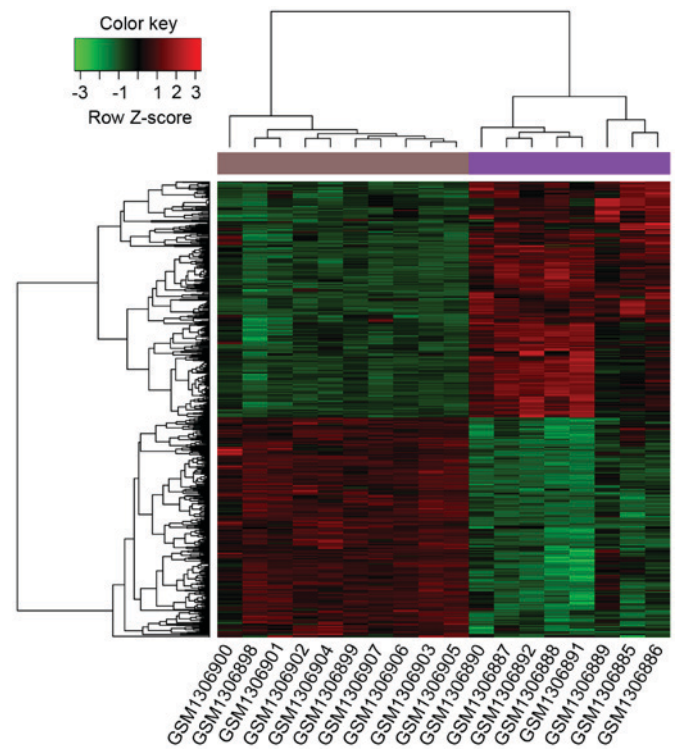 Color key
-3 -1 1 2 3
Row Z-score
GSM1306900
GSM1306898
GSM1306901
GSM1306902
GSM1306904
GSM1306899
GSM1306907
GSM1306906
GSM1306903
GSM1306905
GSM1306890
GSM1306887
GSM1306892
GSM1306888
GSM1306891
GSM1306889
GSM1306885
GSM1306886